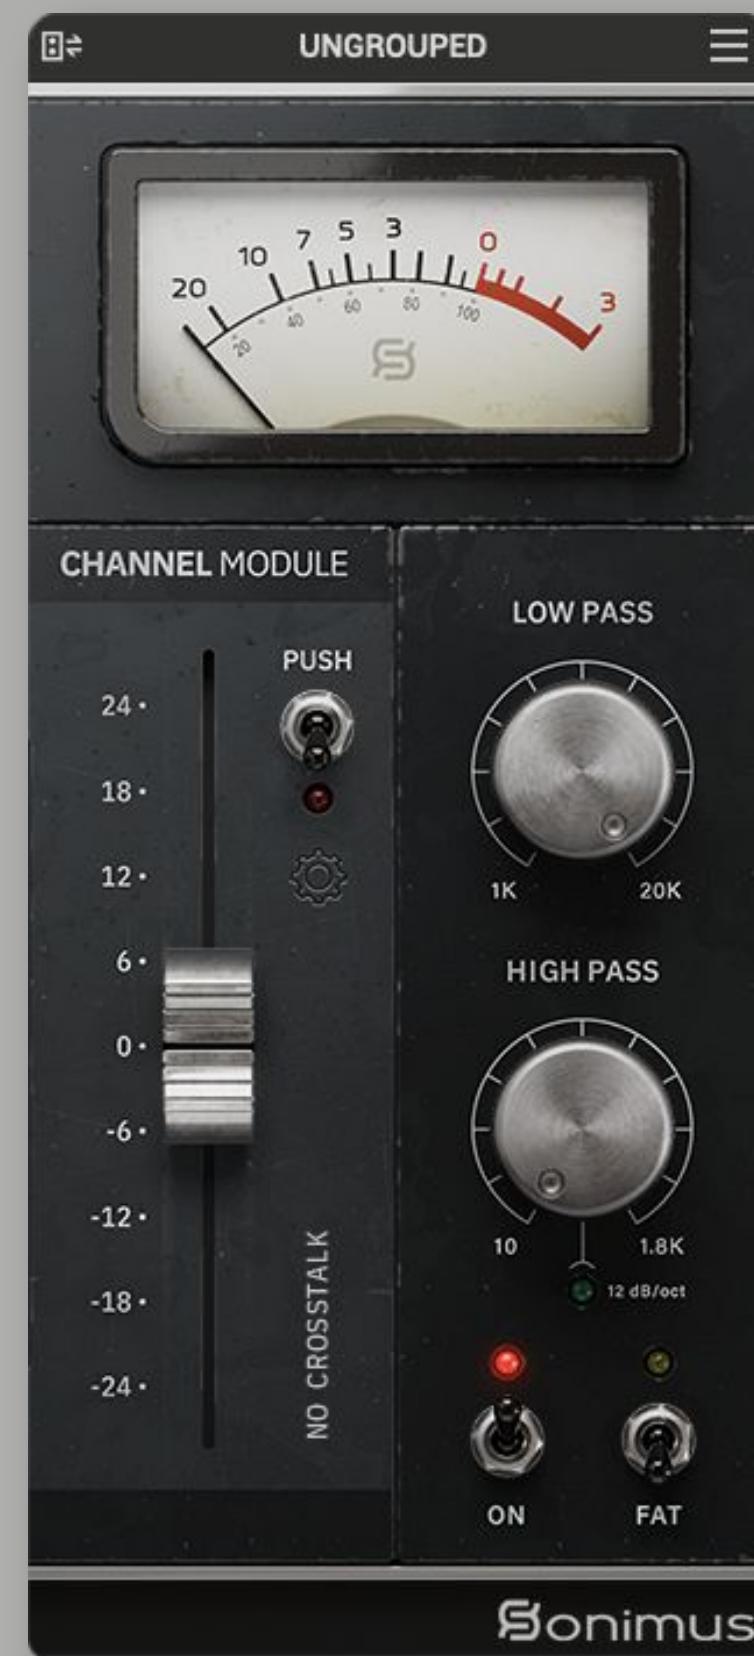 UNGROUPED
20 10 7 5 3 0 3
20 40 60 80 100
CHANNEL MODULE
PUSH
24
18
12
6
0
-6
-12
-18
-24
NO CROSSTALK
LOW PASS
1K 20K
HIGH PASS
10 1.8K
12 dB/oct
ON FAT
Sonimus